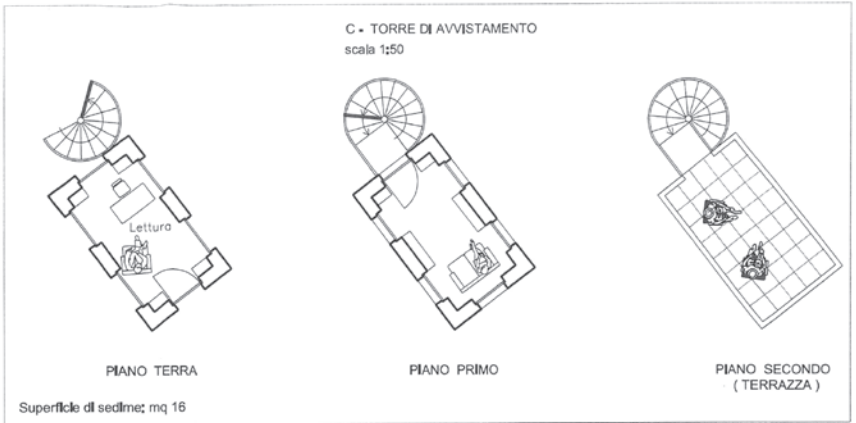 C - TORRE DI AVVISTAMENTO
scala 1:50
Lettura
PIANO TERRA
PIANO PRIMO
PIANO SECONDO
( TERRAZZA )
Superficie di sedime: mq 16